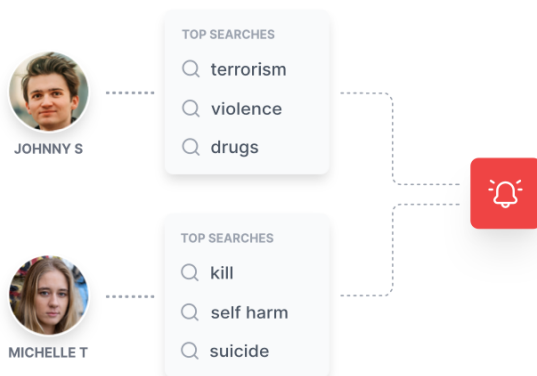 TOP SEARCHES
terrorism
violence
drugs
JOHNNY S
TOP SEARCHES
kill
self harm
suicide
MICHELLE T